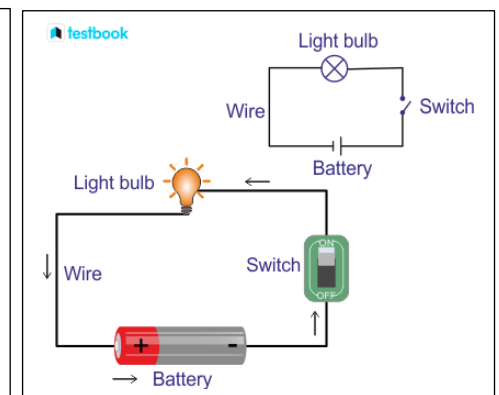 testbook
Light bulb
Wire
Switch
Battery
Light bulb
ON
Wire
Switch
OFF
+ -
Battery